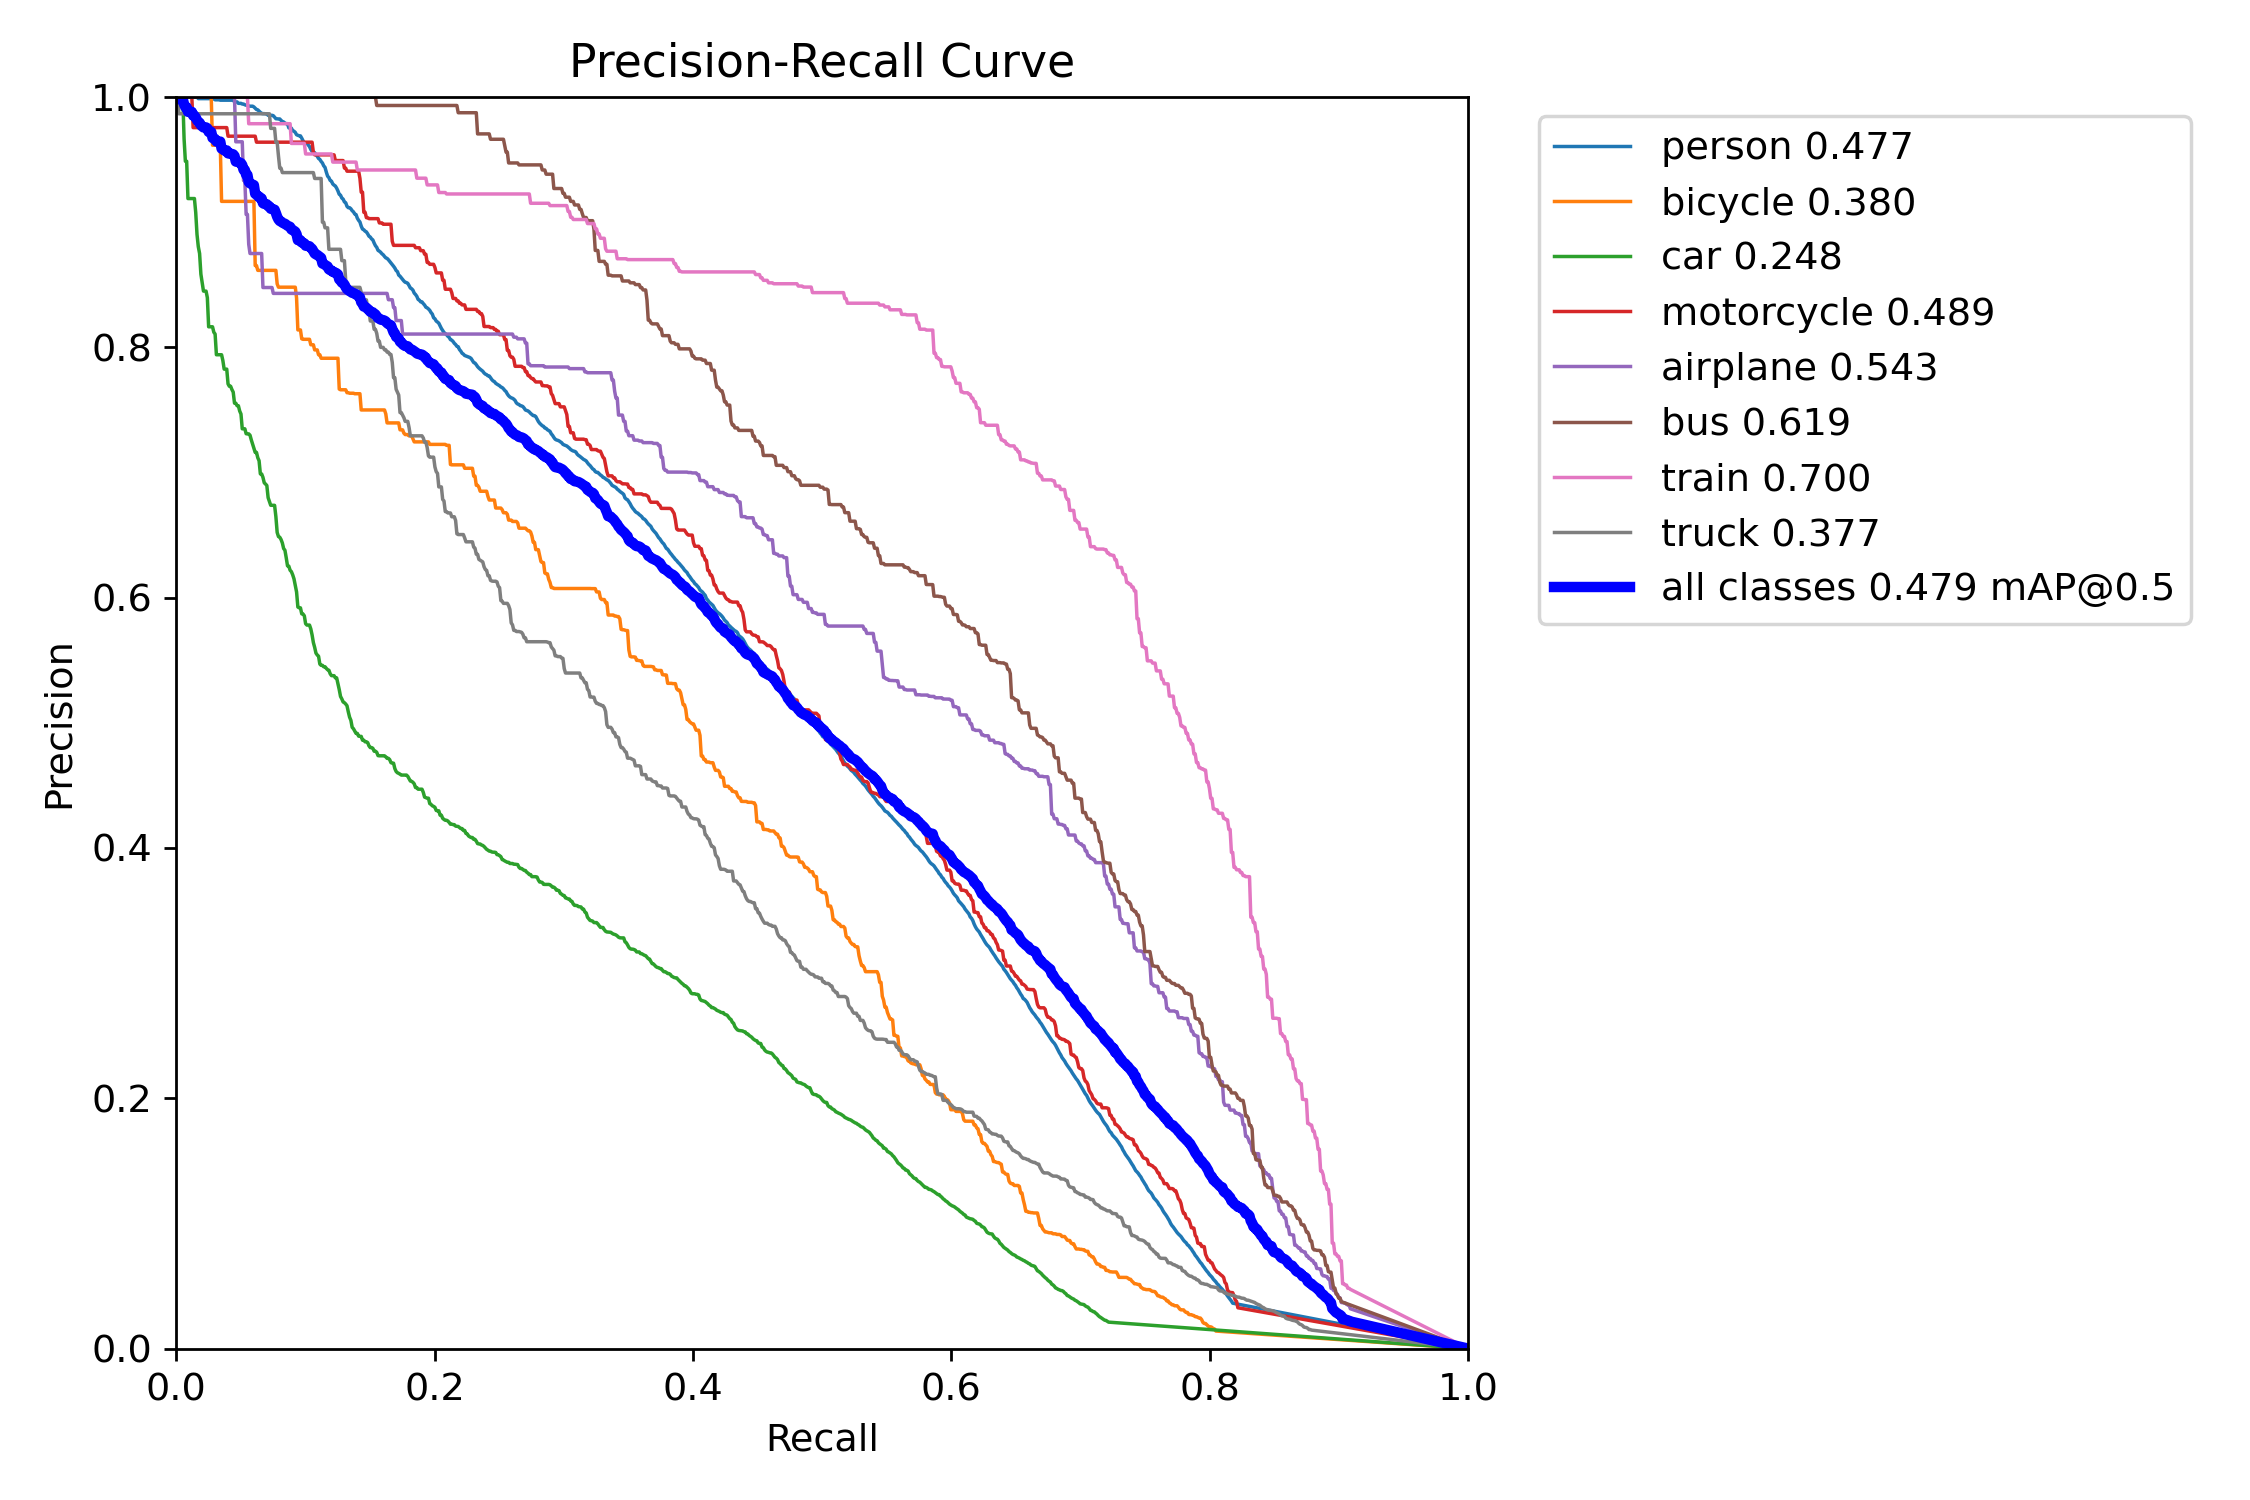 Precision-Recall Curve
1.0
0.8
0.6
0.4
0.2
0.0
Precision
0.0 0.2 0.4 0.6 0.8 1.0
Recall
person 0.477
bicycle 0.380
car 0.248
motorcycle 0.489
airplane 0.543
bus 0.619
train 0.700
truck 0.377
all classes 0.479 mAP@0.5